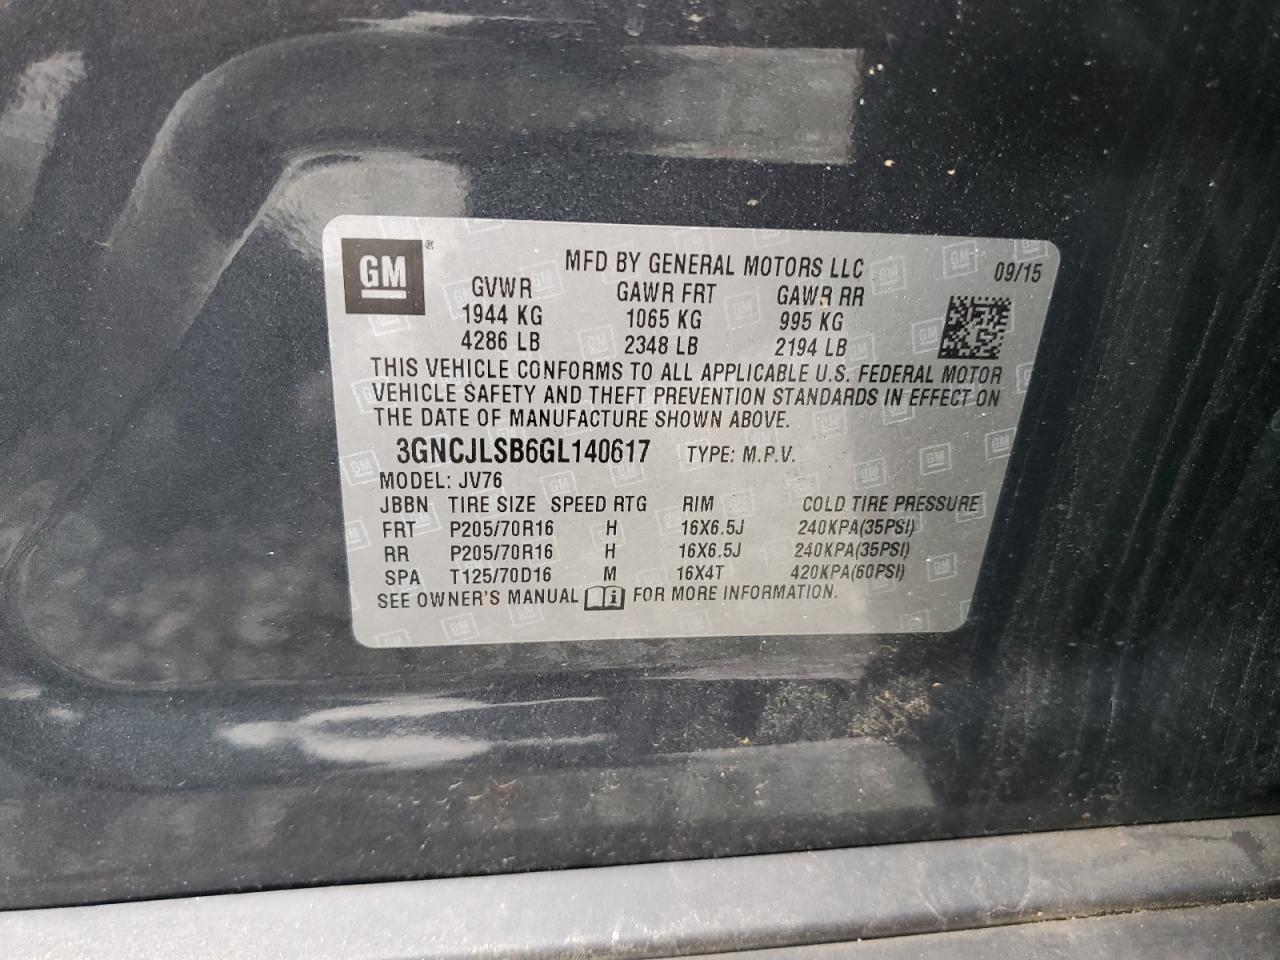 GM ®
MFD BY GENERAL MOTORS LLC 09/15
GVWR GAWR FRT GAWR RR
1944 KG 1065 KG 995 KG
4286 LB 2348 LB 2194 LB
THIS VEHICLE CONFORMS TO ALL APPLICABLE U.S. FEDERAL MOTOR
VEHICLE SAFETY AND THEFT PREVENTION STANDARDS IN EFFECT ON
THE DATE OF MANUFACTURE SHOWN ABOVE.
3GNCJLSB6GL140617 TYPE: M.P.V.
MODEL: JV76
JBBN TIRE SIZE SPEED RTG RIM COLD TIRE PRESSURE
FRT P205/70R16 H 16X6.5J 240KPA(35PSI)
RR P205/70R16 H 16X6.5J 240KPA(35PSI)
SPA T125/70D16 M 16X4T 420KPA(60PSI)
SEE OWNER'S MANUAL i FOR MORE INFORMATION.